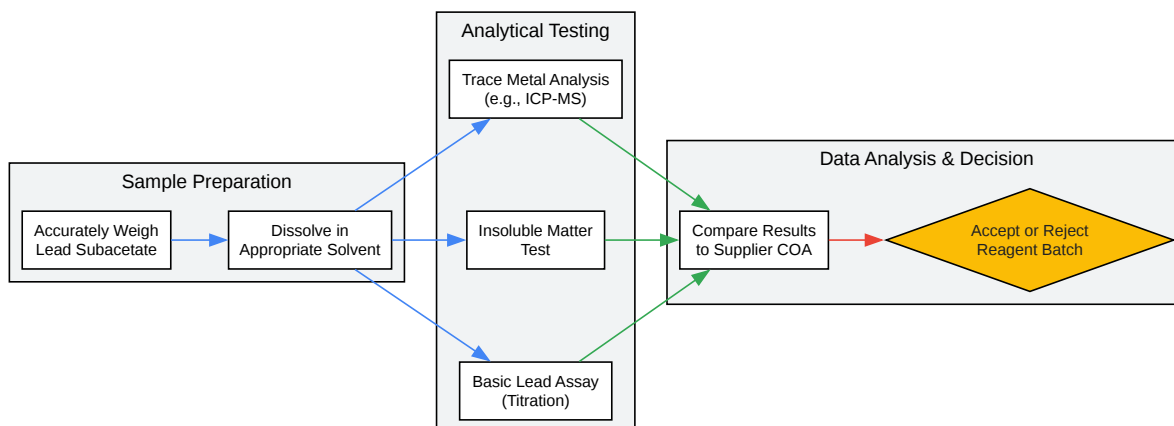 Sample Preparation
Accurately Weigh
Lead Subacetate
Dissolve in
Appropriate Solvent
Analytical Testing
Trace Metal Analysis
(e.g., ICP-MS)
Insoluble Matter
Test
Basic Lead Assay
(Titration)
Data Analysis & Decision
Compare Results
to Supplier COA
Accept or Reject
Reagent Batch